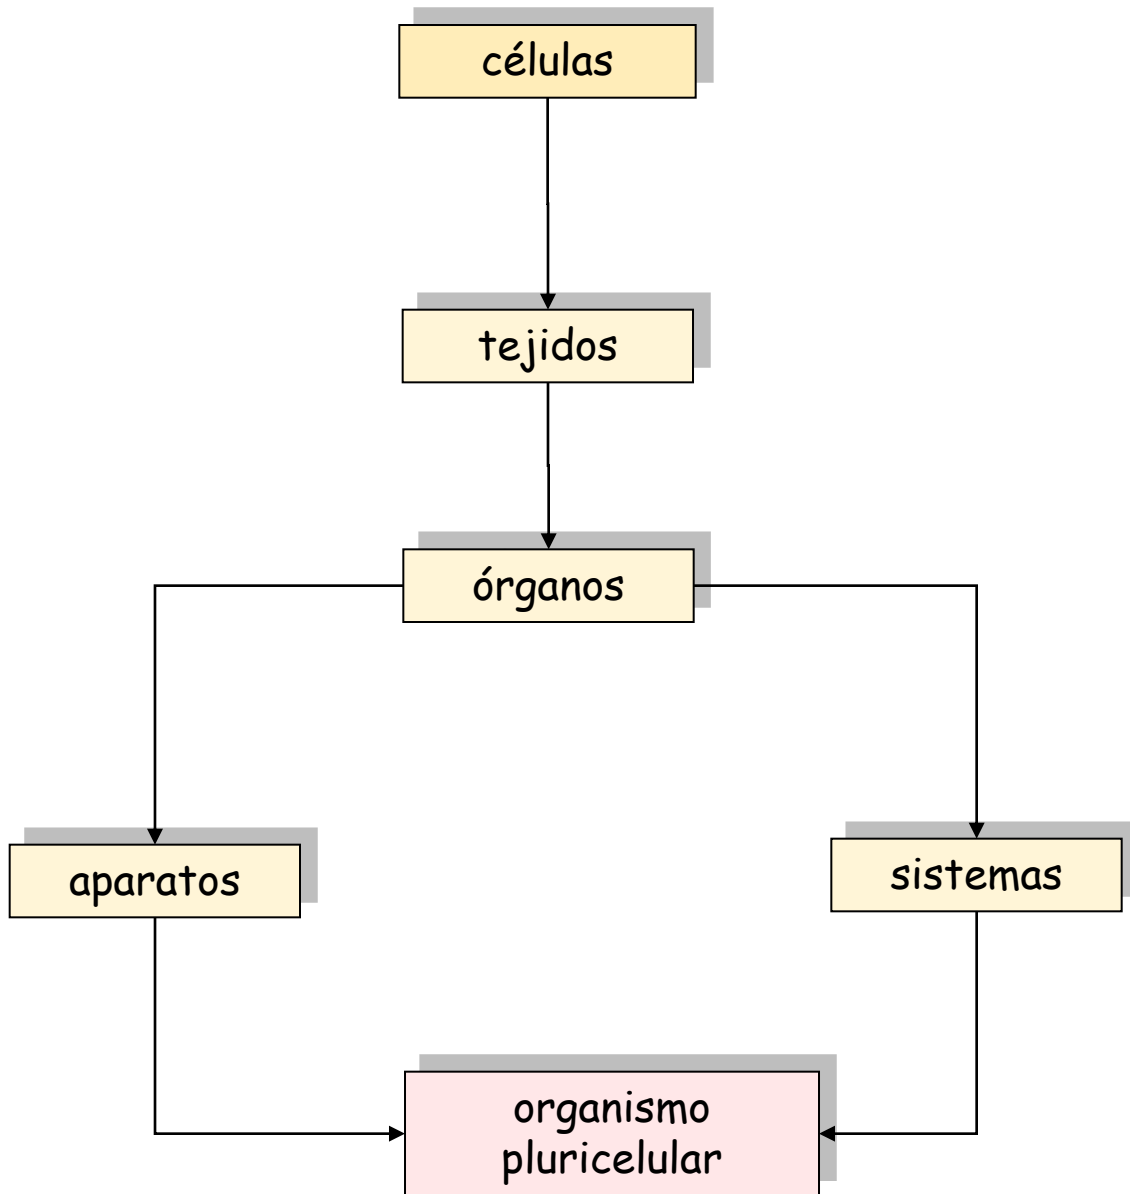 células
tejidos
órganos
aparatos
sistemas
organismo
pluricelular